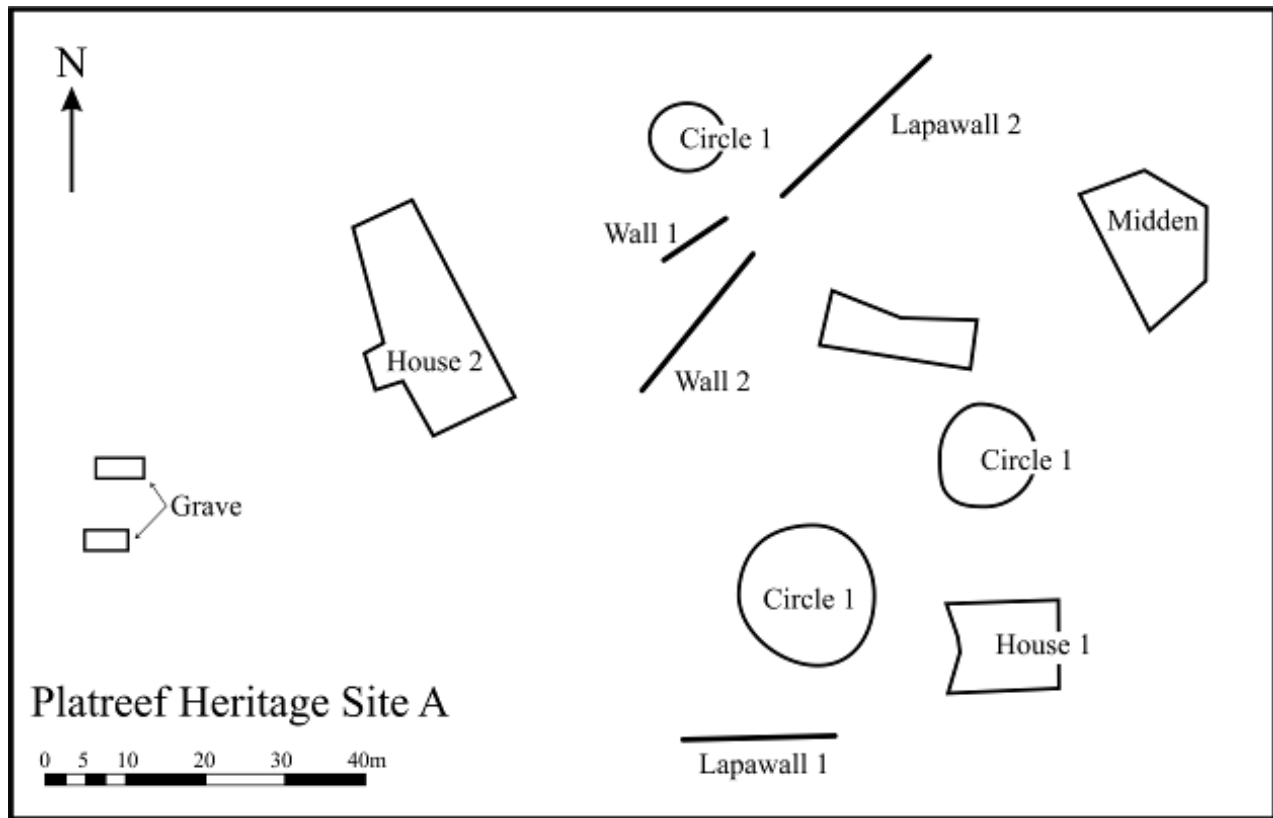 N
Circle 1
Lapawall 2
Wall 1
Midden
House 2
Wall 2
Circle 1
Grave
Circle 1
House 1
Platreef Heritage Site A
0 5 10 20 30 40m
Lapawall 1